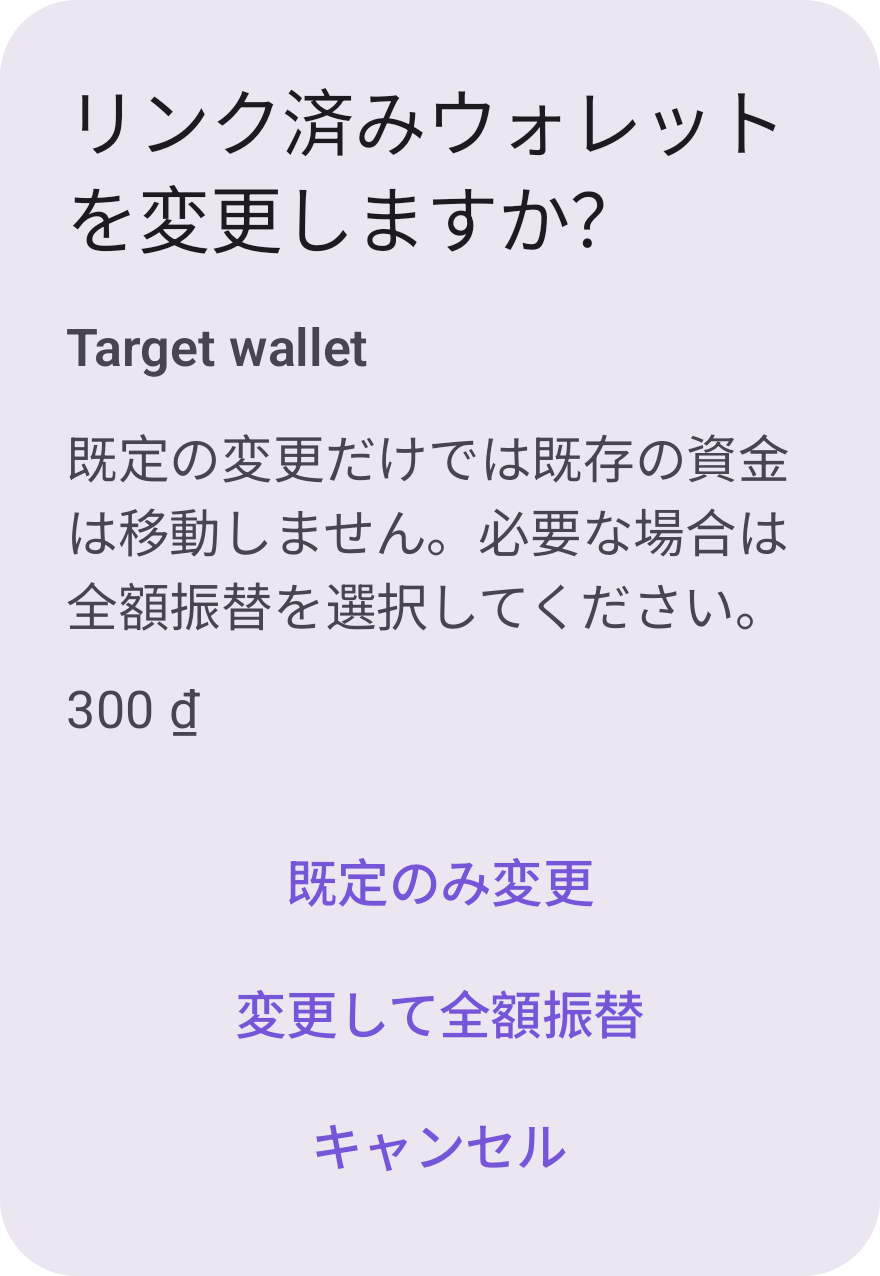 リンク済みウォレット
を変更しますか?
Target wallet
既定の変更だけでは既存の資金
は移動しません。必要な場合は
全額振替を選択してください。
300 ₫
既定のみ変更
変更して全額振替
キャンセル